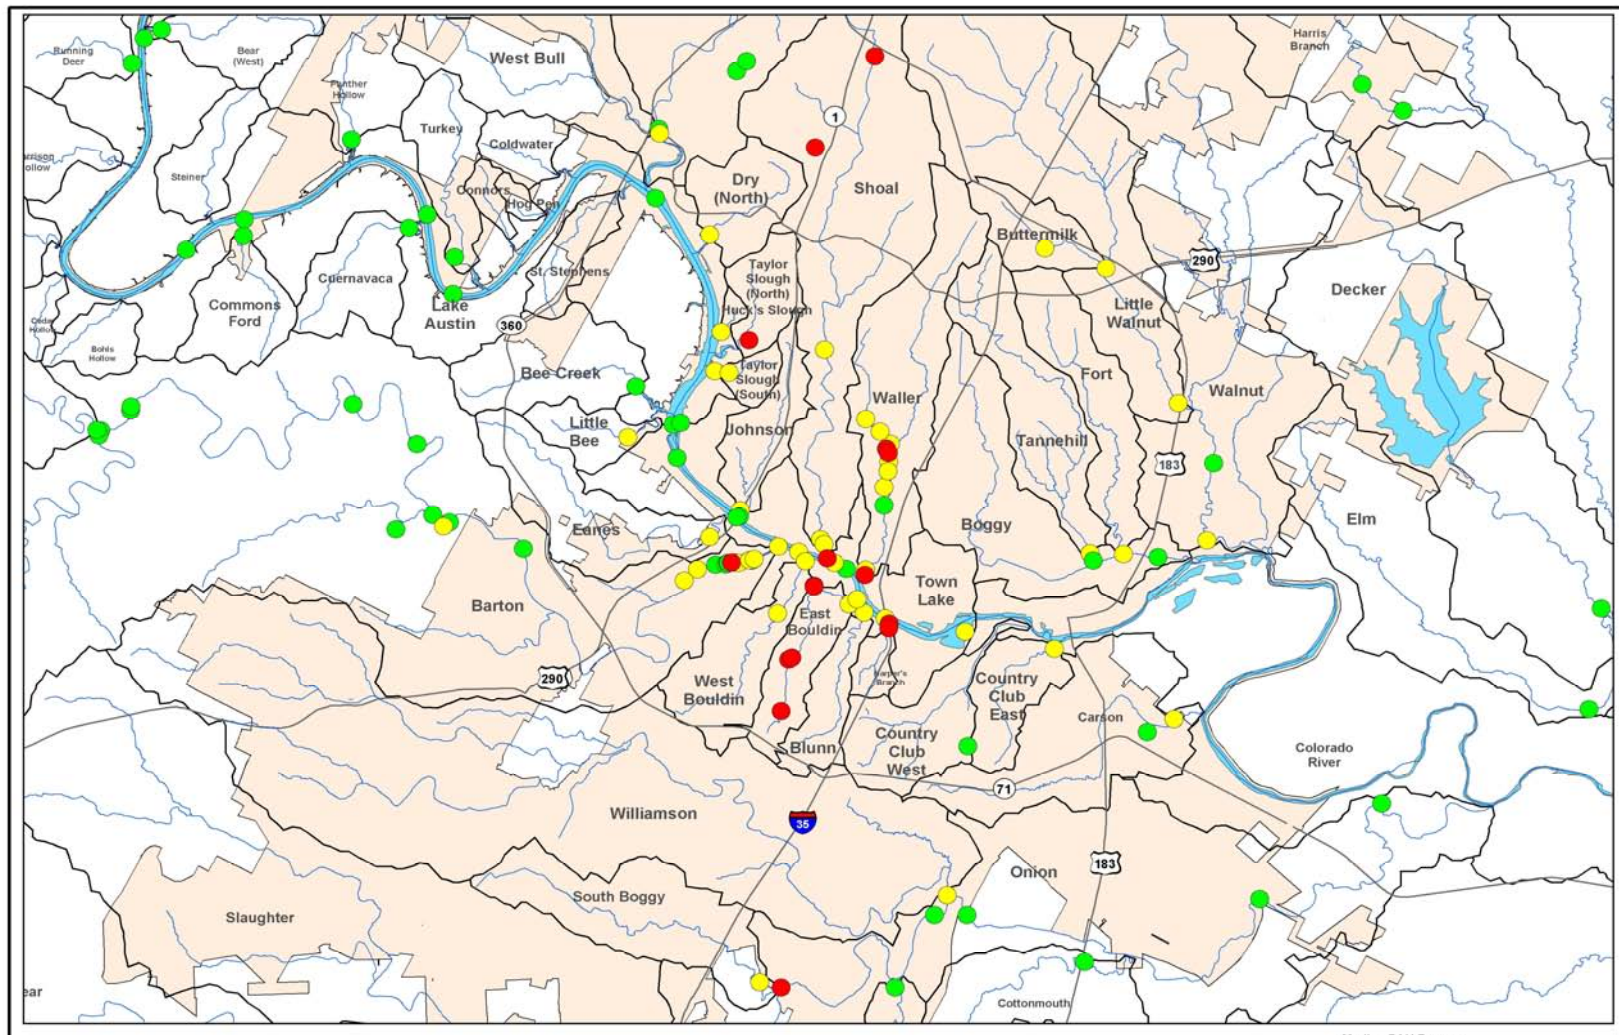 Running
Deer
Bear
(West)
West Bull
Harris
Branch
Panther
Hollow
1
Turkey
Coldwater
Steiner
Connors
Hog Pen
Dry
(North)
Shoal
Buttermilk
290
Decker
Cuernavaca
St. Stephens
Taylor
Slough
(North)
Huck's Slough
Commons
Ford
Lake
Austin
360
Little
Walnut
Bohls
Hollow
Bee Creek
Taylor
Slough
(South)
Fort
Walnut
Waller
Little
Bee
Johnson
Tannehill
183
Eanes
Boggy
Elm
Barton
Town
Lake
East
Bouldin
290
West
Bouldin
Harper's
Branch
Country
Club
East
Carson
Blunn
Country
Club
West
Colorado
River
71
Williamson
35
183
Onion
South Boggy
Slaughter
ear
Cottonmouth